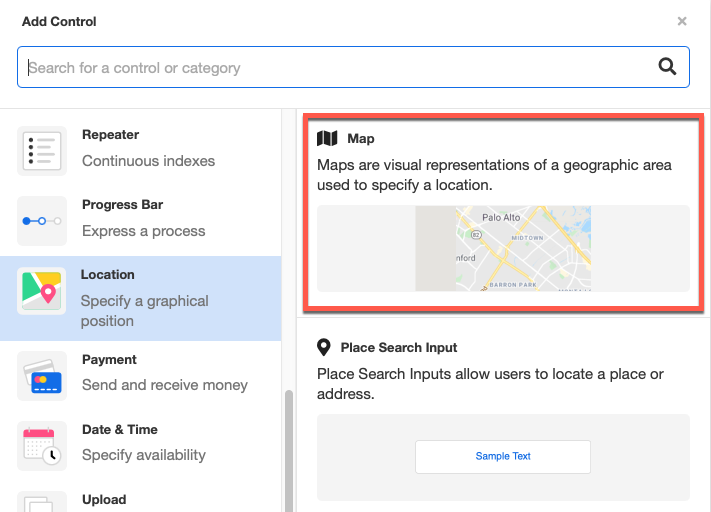 Add Control
×
Search for a control or category
Repeater
Continuous indexes
Progress Bar
Express a process
Location
Specify a graphical
position
Payment
Send and receive money
Date & Time
Specify availability
Upload
Map
Maps are visual representations of a geographic area
used to specify a location.
Palo Alto
82
MIDTOWN
nford
BARRON PARK
Place Search Input
Place Search Inputs allow users to locate a place or
address.
Sample Text